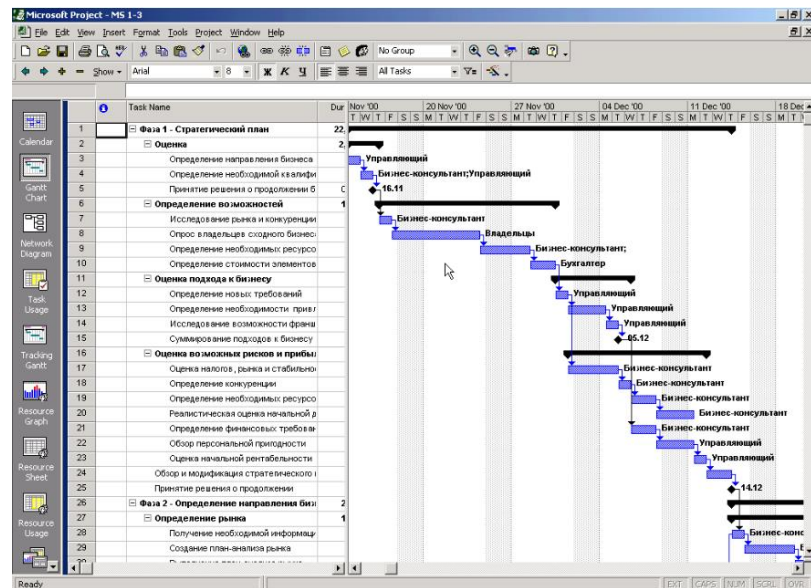 Microsoft Project - MS 1-3
File Edit View Insert Format Tools Project Window Help
No Group
Show Arial 8 Ж К Ч All Tasks
Task Name Dur Nov '00 20 Nov '00 27 Nov '00 04 Dec '00 11 Dec '00 18 Dec
T W T F S S M T W T F S S M T W T F S S M T W T F S S M T W T F S S M T
Calendar
Gantt Chart
Network Diagram
Task Usage
Tracking Gantt
Resource Graph
Resource Sheet
Resource Usage
1 Фаза 1 - Стратегический план 22,
2 Оценка 2,
3 Определение направления бизнеса Управляющий
4 Определение необходимой квалифи Бизнес-консультант;Управляющий
5 Принятие решения о продолжении б 16.11
6 Определение возможностей 1
7 Исследование рынка и конкуренции Бизнес-консультант
8 Опрос владельцев сходного бизнес Владельцы
9 Определение необходимых ресурсо Бизнес-консультант;
10 Определение стоимости элементов Бухгалтер
11 Оценка подхода к бизнесу
12 Определение новых требований Управляющий
13 Определение необходимости привл Управляющий
14 Исследование возможности франш Управляющий
15 Суммирование подходов к бизнесу 05.12
16 Оценка возможных рисков и прибы
17 Оценка налогов, рынка и стабильно Бизнес-консультант
18 Определение конкуренции Бизнес-консультант
19 Определение необходимых ресурсо Бизнес-консультант
20 Реалистическая оценка начальной д Бизнес-консультант
21 Определение финансовых требован Бизнес-консультант
22 Обзор персональной пригодности Управляющий
23 Оценка начальной рентабельности Управляющий
24 Обзор и модификация стратегического
25 Принятие решения о продолжении 14.12
26 Фаза 2 - Определение направления биз 2
27 Определение рынка 1
28 Получение необходимой информац Бизнес-конс
29 Создание план-анализа рынка
Ready EXT CAPS NUM SCRL OVR